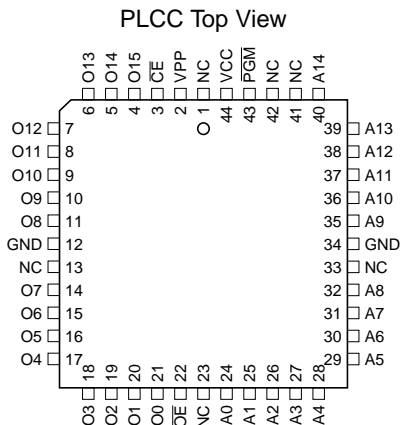 PLCC Top View
O13 O14 O15 CE VPP NC VCC PGM NC NC A14
6 5 4 3 2 1 44 43 42 41 40
O12 7 39 A13
O11 8 38 A12
O10 9 37 A11
O9 10 36 A10
O8 11 35 A9
GND 12 34 GND
NC 13 33 NC
O7 14 32 A8
O6 15 31 A7
O5 16 30 A6
O4 17 29 A5
18 19 20 21 22 23 24 25 26 27 28
O3 O2 O1 O0 OE NC A0 A1 A2 A3 A4